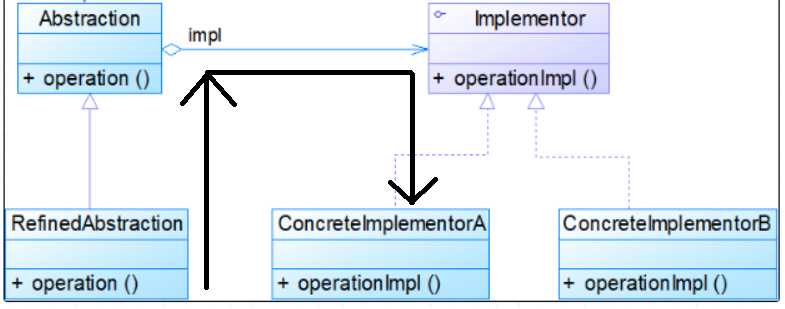 Abstraction
+ operation ()
impl
Implementor
+ operationImpl ()
RefinedAbstraction
+ operation ()
ConcreteImplementorA
+ operationImpl ()
ConcreteImplementorB
+ operationImpl ()